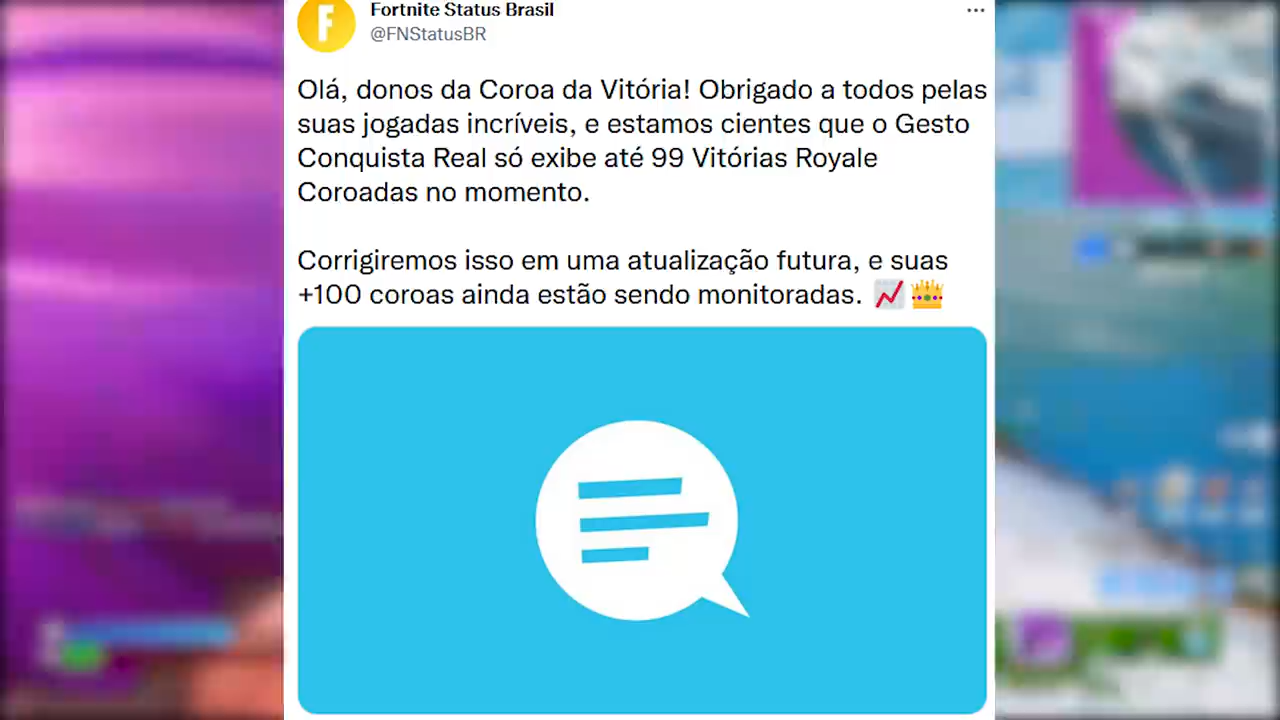 Fortnite Status Brasil
@FNStatusBR
Olá, donos da Coroa da Vitória! Obrigado a todos pelas
suas jogadas incríveis, e estamos cientes que o Gesto
Conquista Real só exibe até 99 Vitórias Royale
Coroadas no momento.
Corrigiremos isso em uma atualização futura, e suas
+100 coroas ainda estão sendo monitoradas. 📈👑